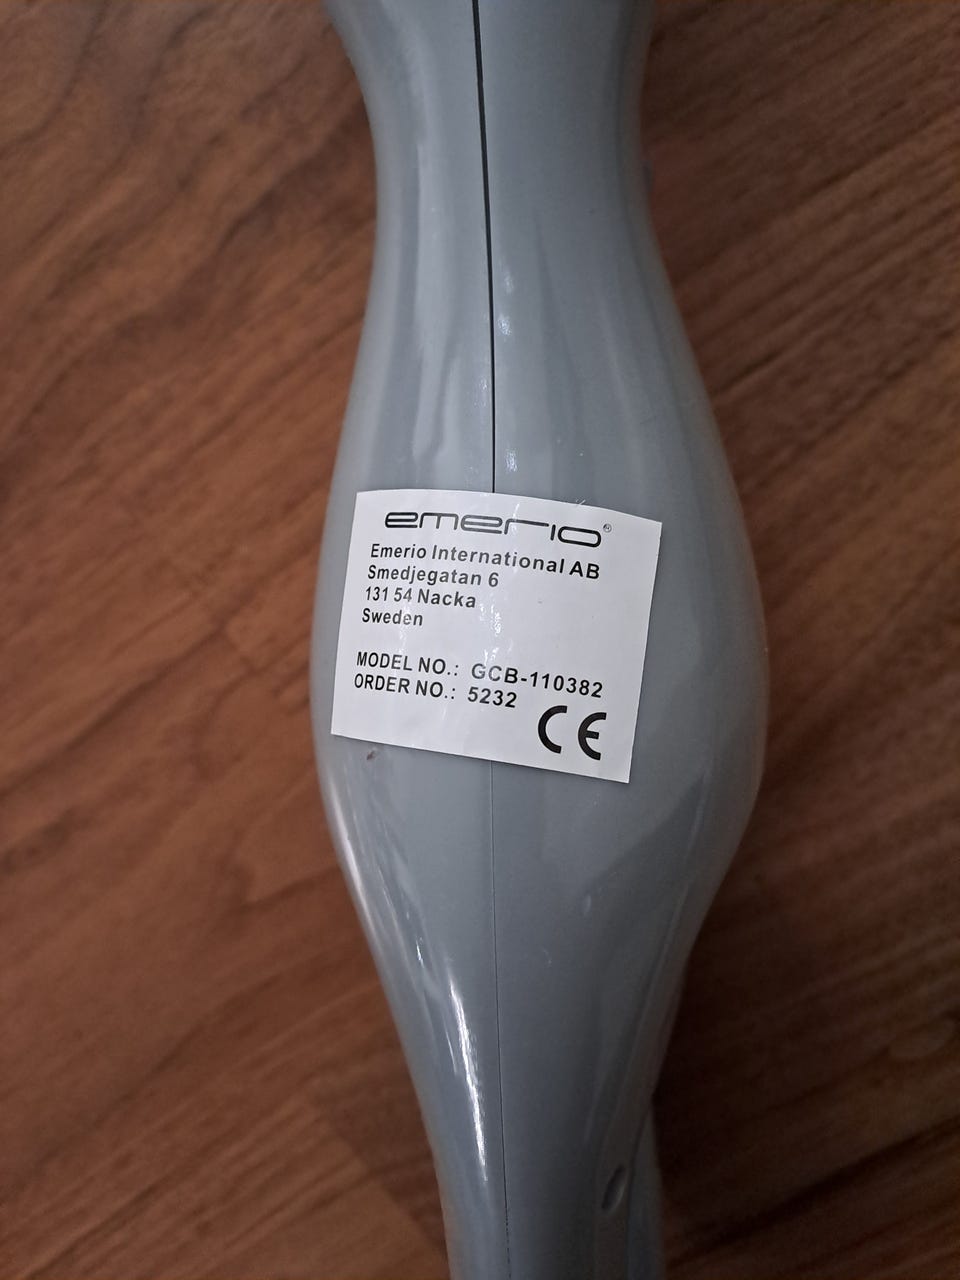 emerio®
Emerio International AB
Smedjegatan 6
131 54 Nacka
Sweden
MODEL NO.: GCB-110382
ORDER NO.: 5232
CE